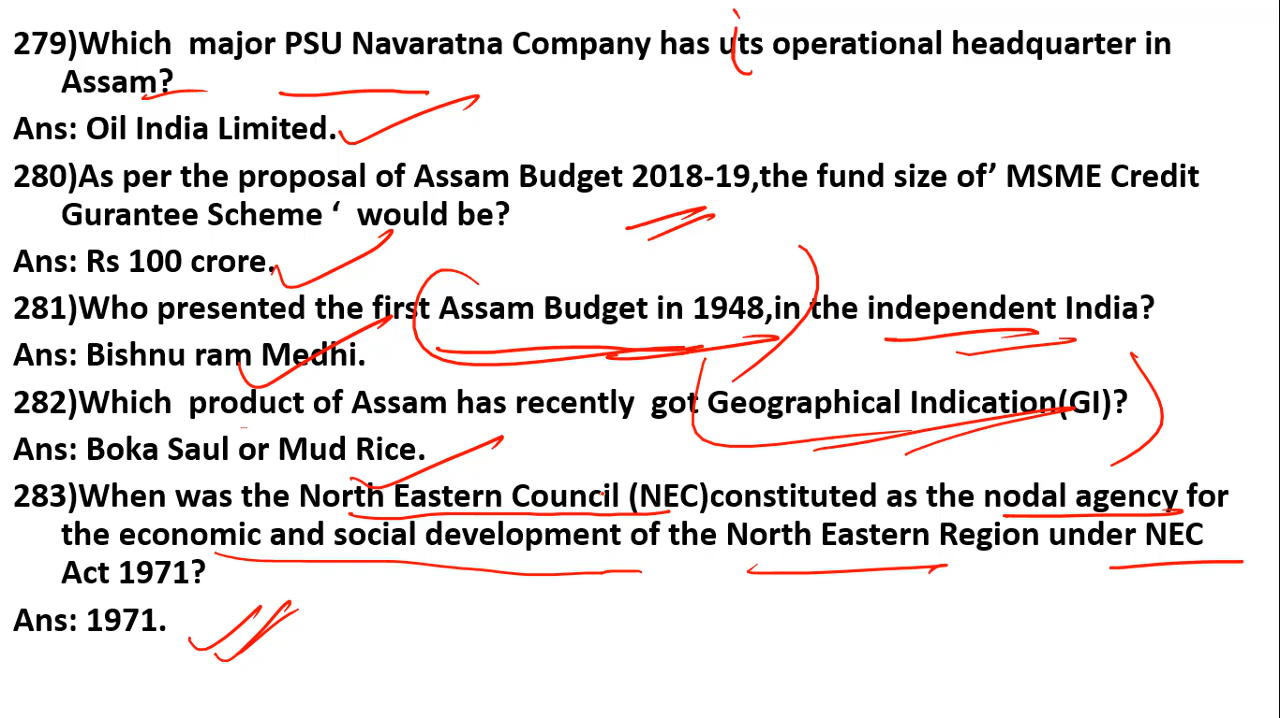 279)Which major PSU Navaratna Company has uts operational headquarter in
Assam?
Ans: Oil India Limited.
280)As per the proposal of Assam Budget 2018-19,the fund size of’ MSME Credit
Gurantee Scheme ‘ would be?
Ans: Rs 100 crore.
281)Who presented the first Assam Budget in 1948,in the independent India?
Ans: Bishnu ram Medhi.
282)Which product of Assam has recently got Geographical Indication(GI)?
Ans: Boka Saul or Mud Rice.
283)When was the North Eastern Council (NEC)constituted as the nodal agency for
the economic and social development of the North Eastern Region under NEC
Act 1971?
Ans: 1971.